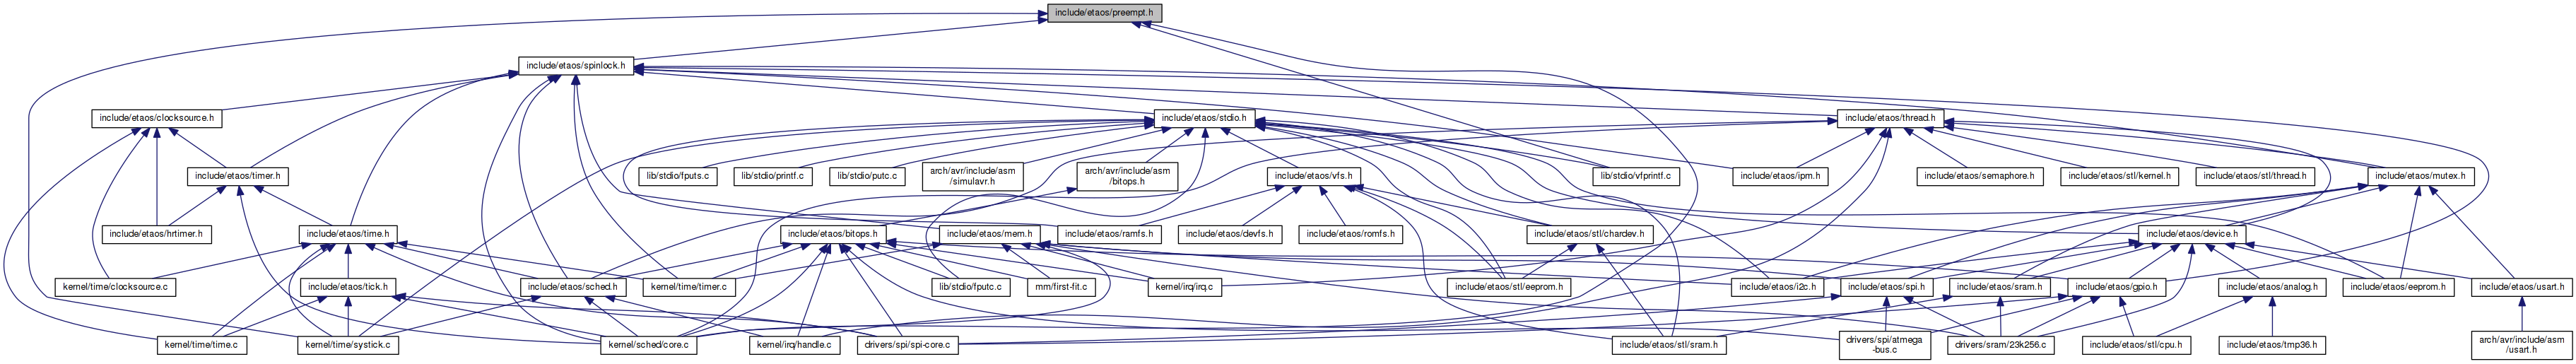 include/etaos/preempt.h
include/etaos/spinlock.h
include/etaos/clocksource.h
include/etaos/stdio.h
include/etaos/thread.h
include/etaos/timer.h
lib/stdio/fputs.c
lib/stdio/printf.c
lib/stdio/putc.c
arch/avr/include/asm
/simulavr.h
arch/avr/include/asm
/bitops.h
include/etaos/vfs.h
lib/stdio/vfprintf.c
include/etaos/ipm.h
include/etaos/semaphore.h
include/etaos/stl/kernel.h
include/etaos/stl/thread.h
include/etaos/mutex.h
include/etaos/hrtimer.h
include/etaos/time.h
include/etaos/bitops.h
include/etaos/mem.h
include/etaos/ramfs.h
include/etaos/devfs.h
include/etaos/romfs.h
include/etaos/stl/chardev.h
include/etaos/device.h
kernel/time/clocksource.c
include/etaos/tick.h
include/etaos/sched.h
kernel/time/timer.c
lib/stdio/fputc.c
mm/first-fit.c
kernel/irq/irq.c
include/etaos/stl/eeprom.h
include/etaos/i2c.h
include/etaos/spi.h
include/etaos/sram.h
include/etaos/gpio.h
include/etaos/analog.h
include/etaos/eeprom.h
include/etaos/usart.h
kernel/time/time.c
kernel/time/systick.c
kernel/sched/core.c
kernel/irq/handle.c
drivers/spi/spi-core.c
include/etaos/stl/sram.h
drivers/spi/atmega
-bus.c
drivers/sram/23k256.c
include/etaos/stl/cpu.h
include/etaos/tmp36.h
arch/avr/include/asm
/usart.h